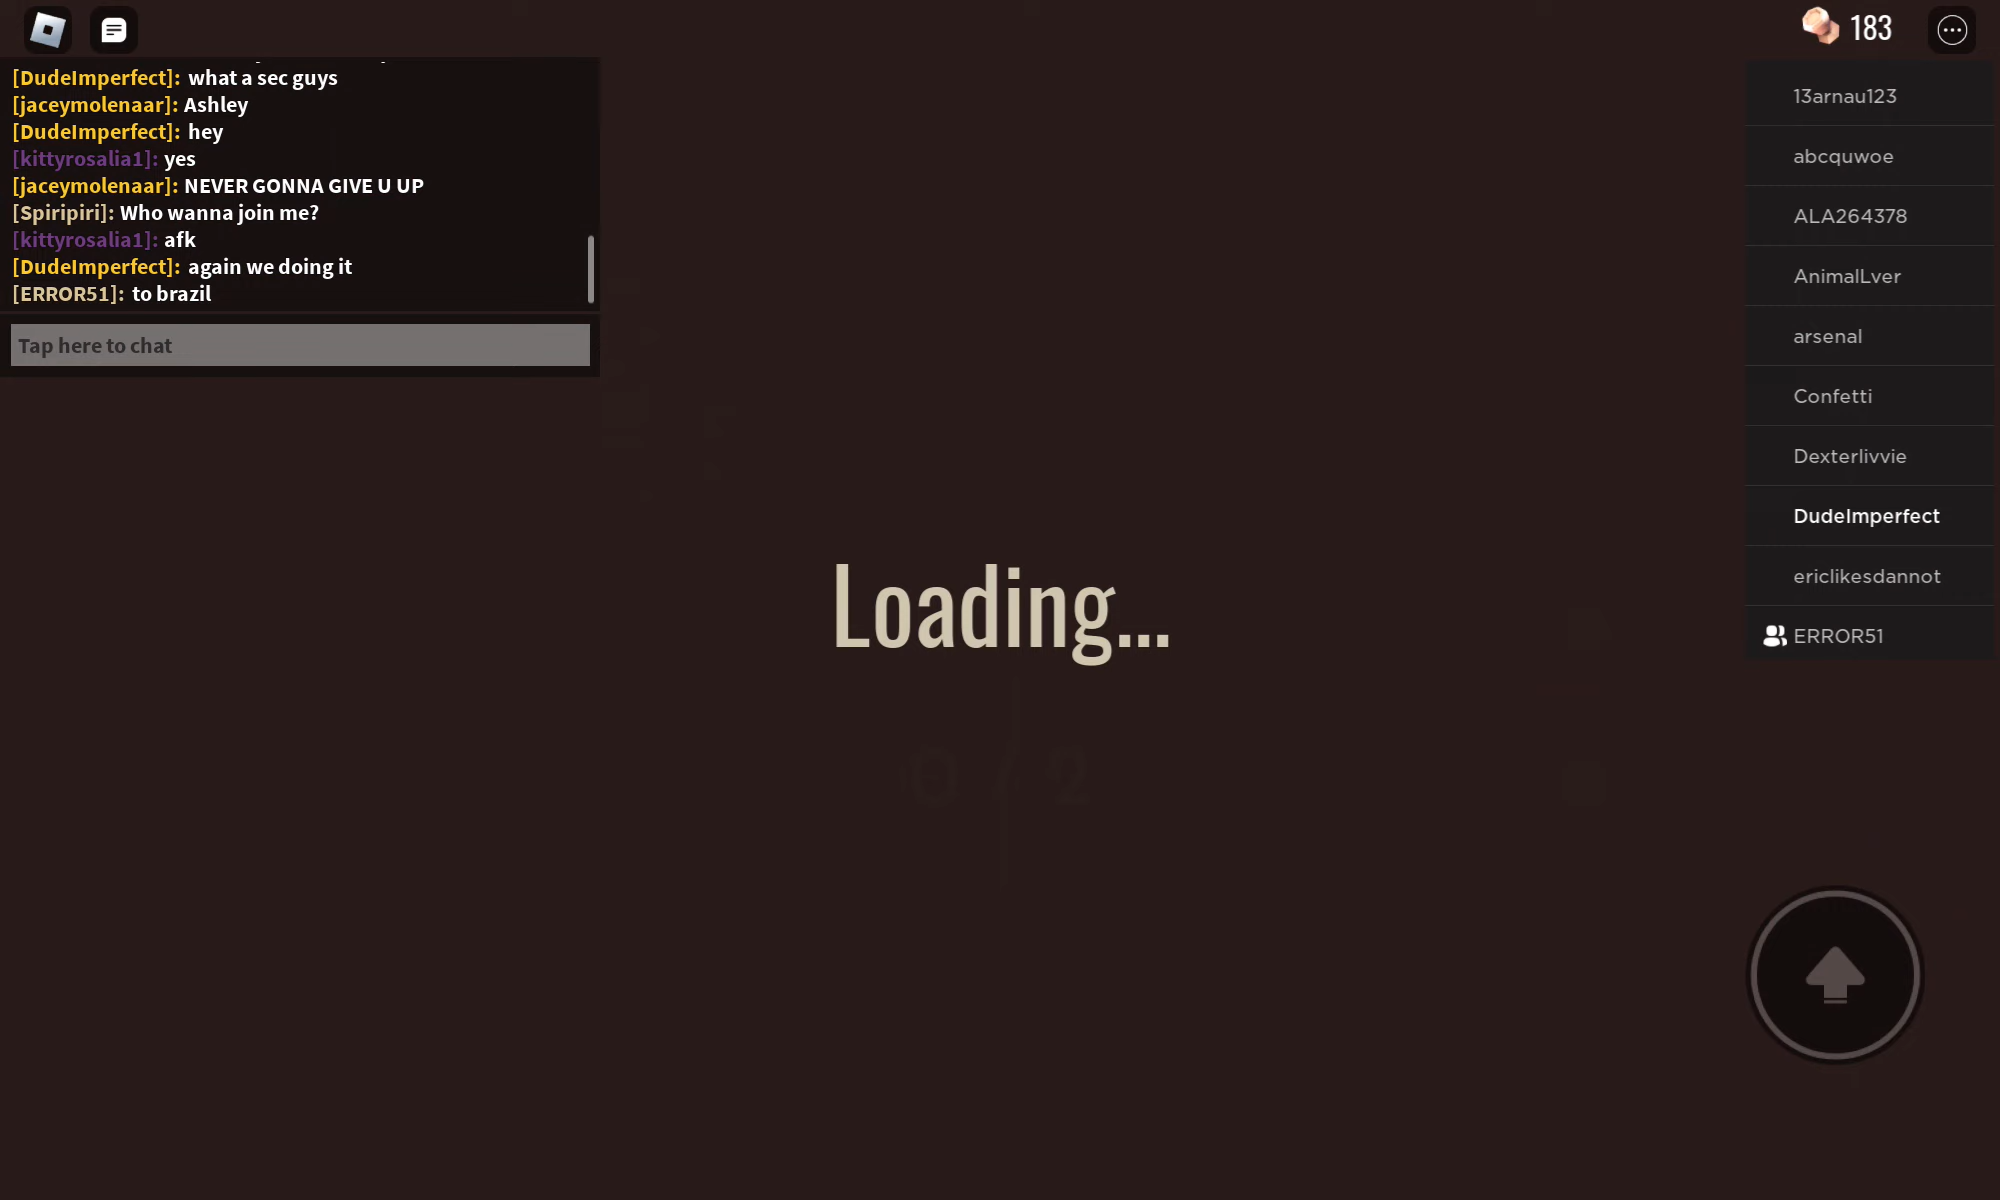 183
[DudeImperfect]: what a sec guys
[jaceymolenaar]: Ashley
[DudeImperfect]: hey
[kittyrosalia1]: yes
[jaceymolenaar]: NEVER GONNA GIVE U UP
[Spiripiri]: Who wanna join me?
[kittyrosalia1]: afk
[DudeImperfect]: again we doing it
[ERROR51]: to brazil
Tap here to chat
13arnau123
abcquwoe
ALA264378
AnimalLver
arsenal
Confetti
Dexterlivvie
DudeImperfect
ericlikesdannot
ERROR51
Loading...
0 / 2